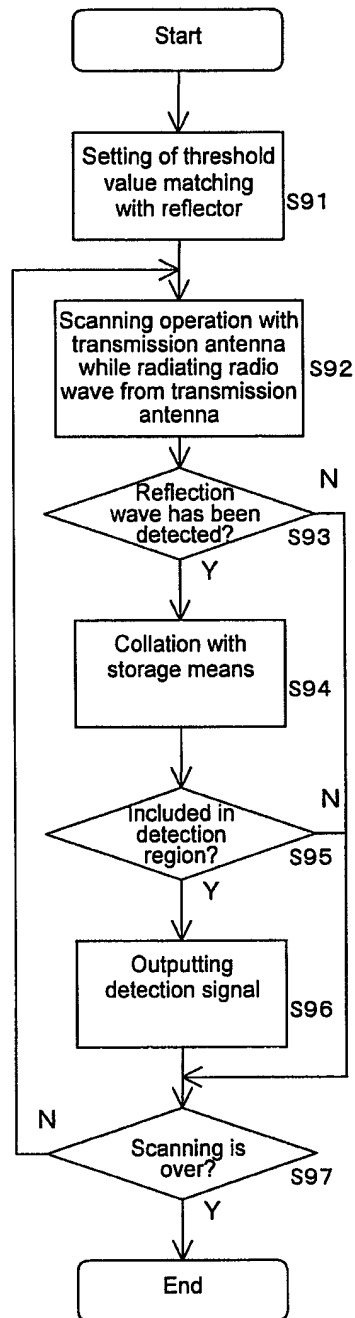 Start
Setting of threshold
value matching
with reflector
S91
Scanning operation with
transmission antenna
while radiating radio
wave from transmission
antenna
S92
Reflection
wave has been
detected?
N
S93
Y
Collation with
storage means
S94
Included in
detection
region?
N
S95
Y
Outputting
detection signal
S96
N
Scanning is
over?
S97
Y
End